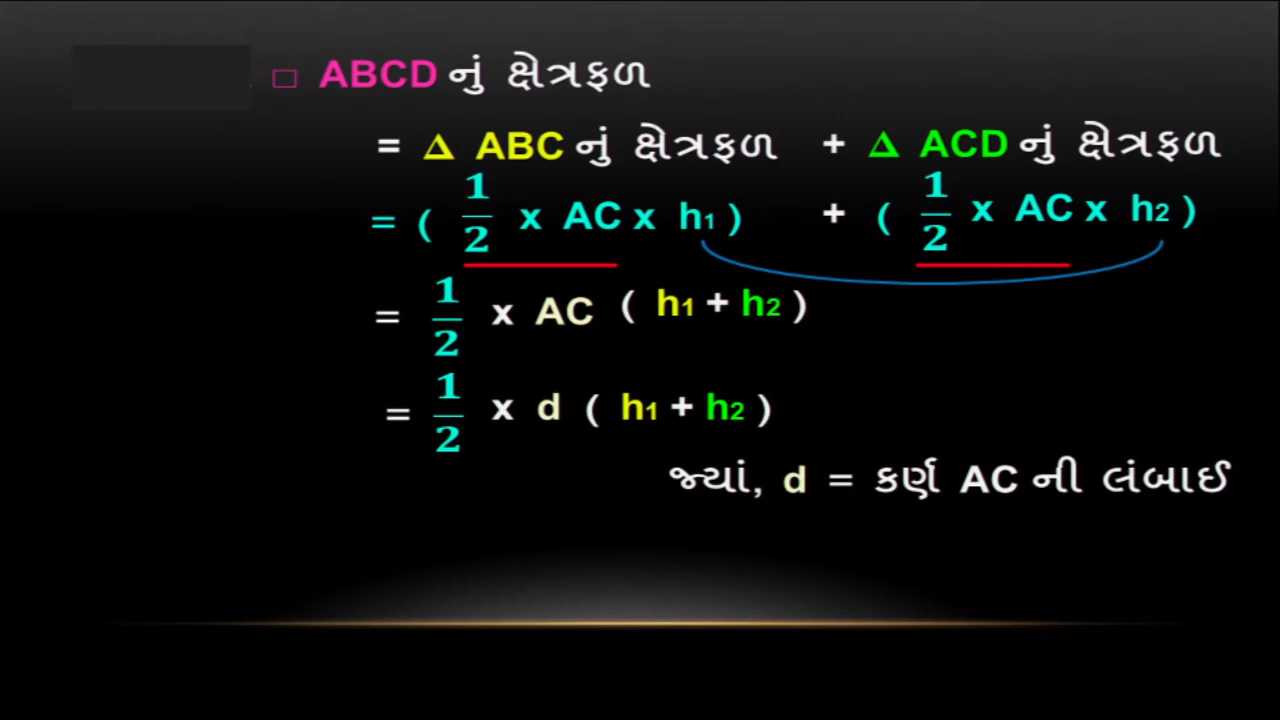 □ ABCD નું ક્ષેત્રફળ
= Δ ABC નું ક્ષેત્રફળ + Δ ACD નું ક્ષેત્રફળ
= ( 1/2 x AC x h1 ) + ( 1/2 x AC x h2 )
= 1/2 x AC ( h1 + h2 )
= 1/2 x d ( h1 + h2 )
જ્યાં, d = કર્ણ AC ની લંબાઈ